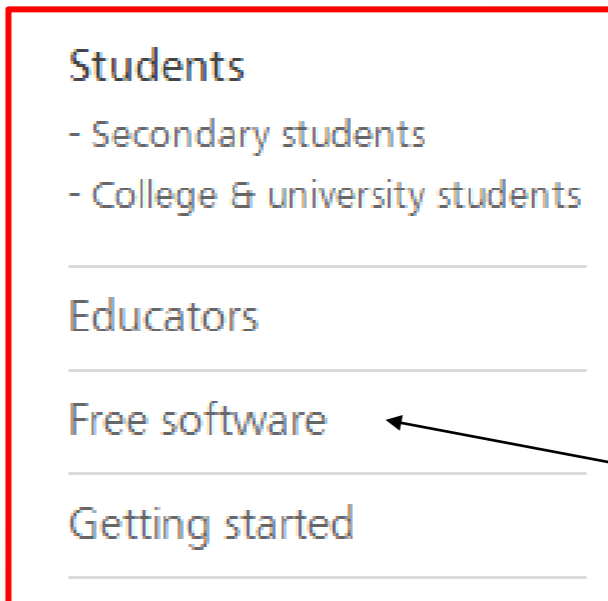 Students
- Secondary students
- College & university students
Educators
Free software
Getting started